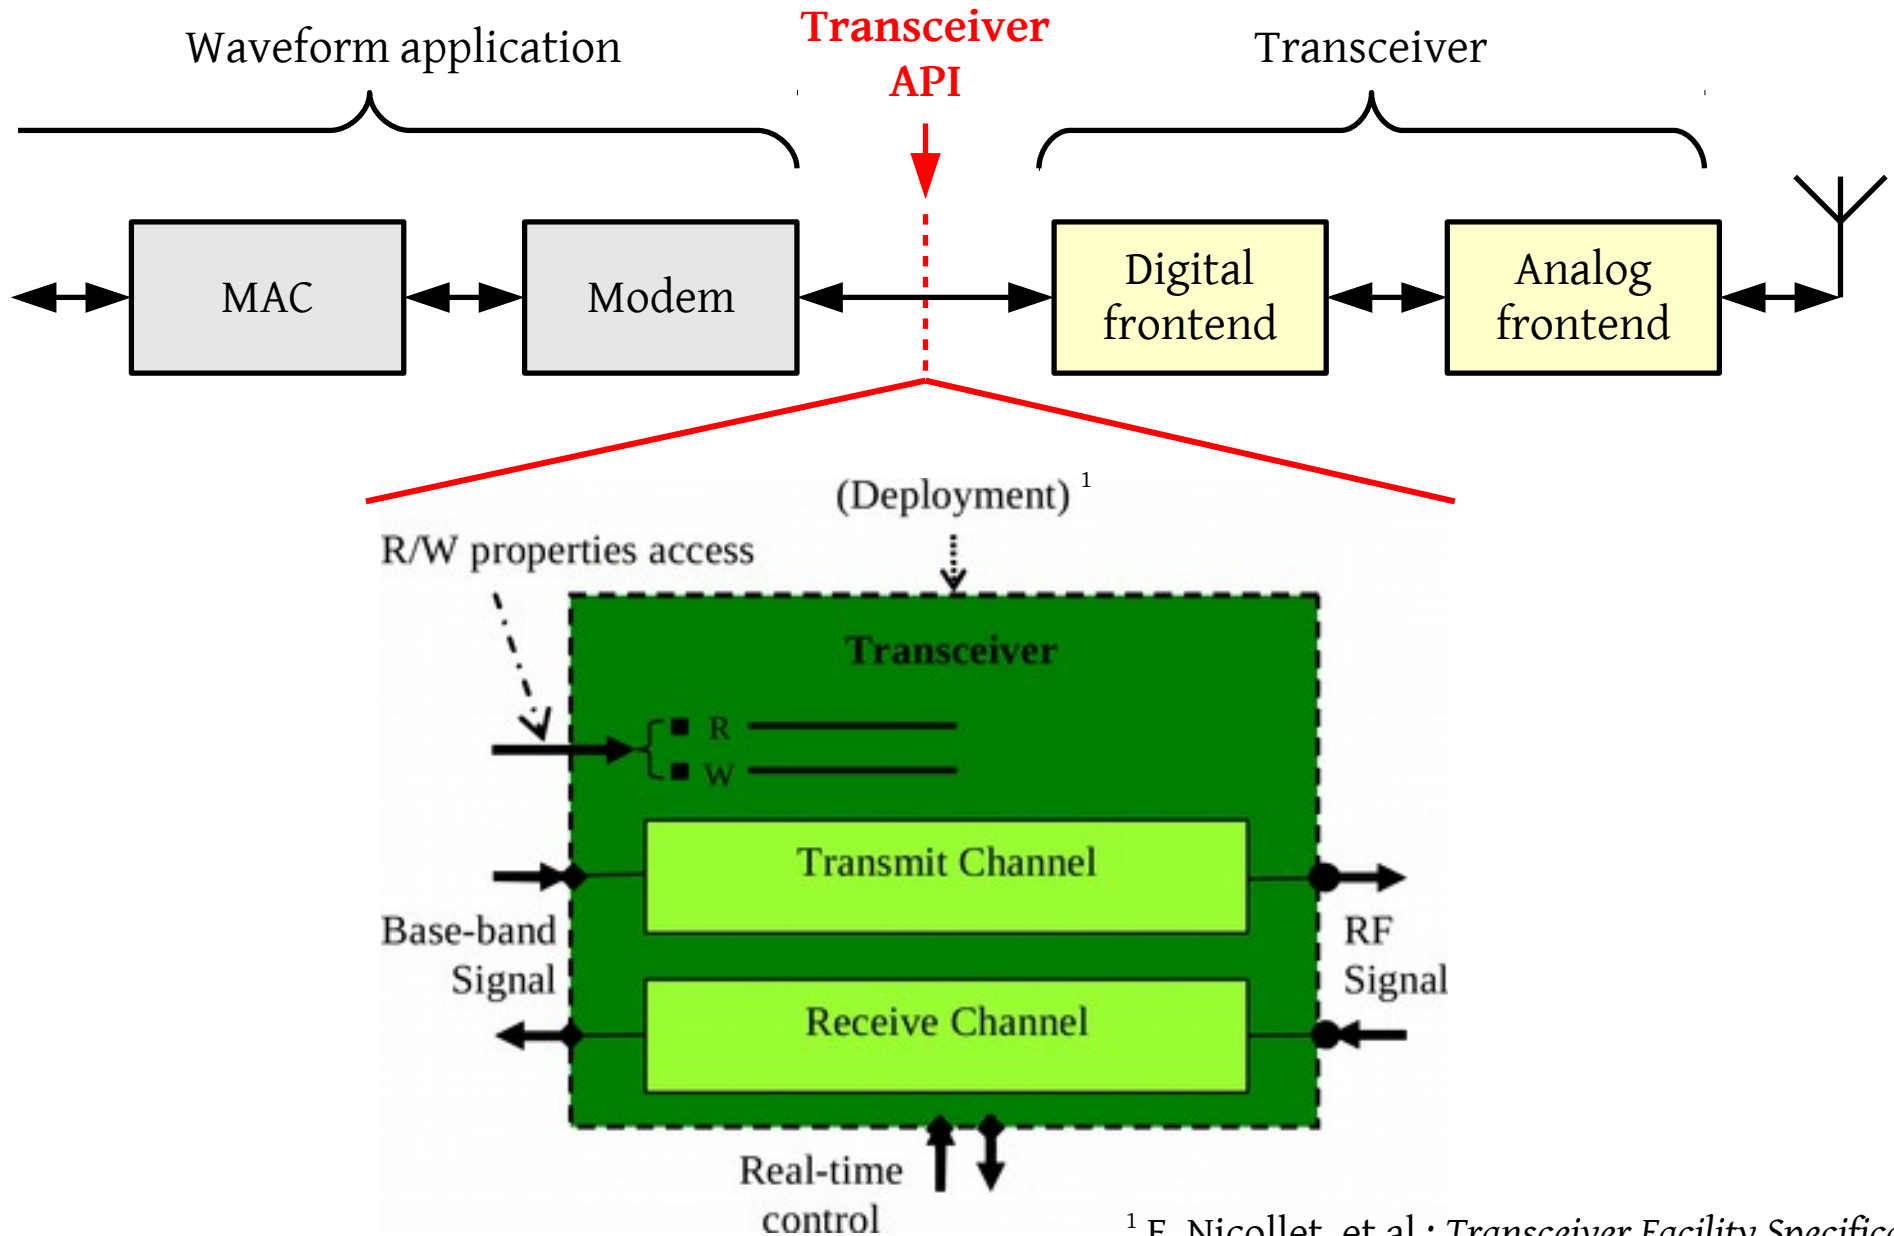 Waveform application
Transceiver
API
Transceiver
MAC
Modem
Digital
frontend
Analog
frontend
(Deployment) 1
R/W properties access
Transceiver
R
W
Transmit Channel
Base-band
Signal
RF
Signal
Receive Channel
Real-time
control
1 E. Nicollet, et al.: Transceiver Facility